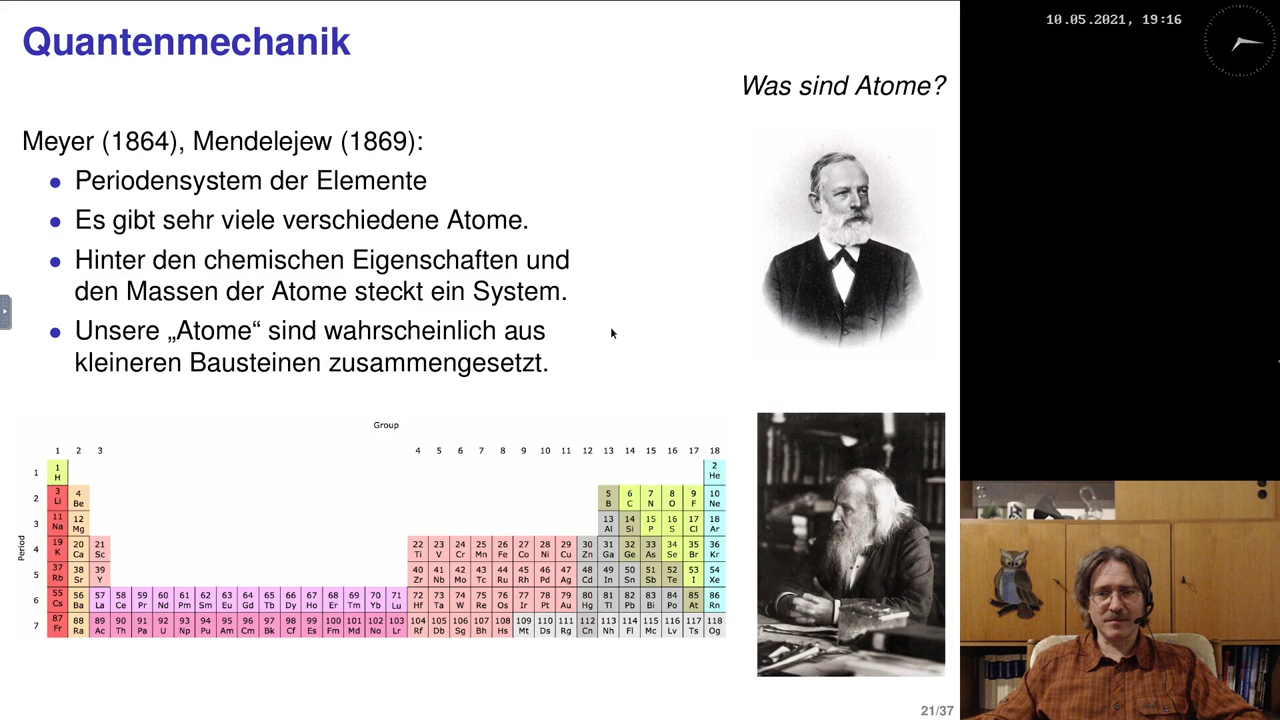 Quantenmechanik
10.05.2021, 19:16
Was sind Atome?
Meyer (1864), Mendelejew (1869):
• Periodensystem der Elemente
• Es gibt sehr viele verschiedene Atome.
• Hinter den chemischen Eigenschaften und
den Massen der Atome steckt ein System.
• Unsere „Atome“ sind wahrscheinlich aus
kleineren Bausteinen zusammengesetzt.
Group
1 2 3 4 5 6 7 8 9 10 11 12 13 14 15 16 17 18
Period
1 1 2
H He
2 3 4 5 6 7 8 9 10
Li Be B C N O F Ne
3 11 12 13 14 15 16 17 18
Na Mg Al Si P S Cl Ar
4 19 20 21 22 23 24 25 26 27 28 29 30 31 32 33 34 35 36
K Ca Sc Ti V Cr Mn Fe Co Ni Cu Zn Ga Ge As Se Br Kr
5 37 38 39 40 41 42 43 44 45 46 47 48 49 50 51 52 53 54
Rb Sr Y Zr Nb Mo Tc Ru Rh Pd Ag Cd In Sn Sb Te I Xe
6 55 56 57 58 59 60 61 62 63 64 65 66 67 68 69 70 71 72 73 74 75 76 77 78 79 80 81 82 83 84 85 86
Cs Ba La Ce Pr Nd Pm Sm Eu Gd Tb Dy Ho Er Tm Yb Lu Hf Ta W Re Os Ir Pt Au Hg Tl Pb Bi Po At Rn
7 87 88 89 90 91 92 93 94 95 96 97 98 99 100 101 102 103 104 105 106 107 108 109 110 111 112 113 114 115 116 117 118
Fr Ra Ac Th Pa U Np Pu Am Cm Bk Cf Es Fm Md No Lr Rf Db Sg Bh Hs Mt Ds Rg Cn Nh Fl Mc Lv Ts Og
21/37